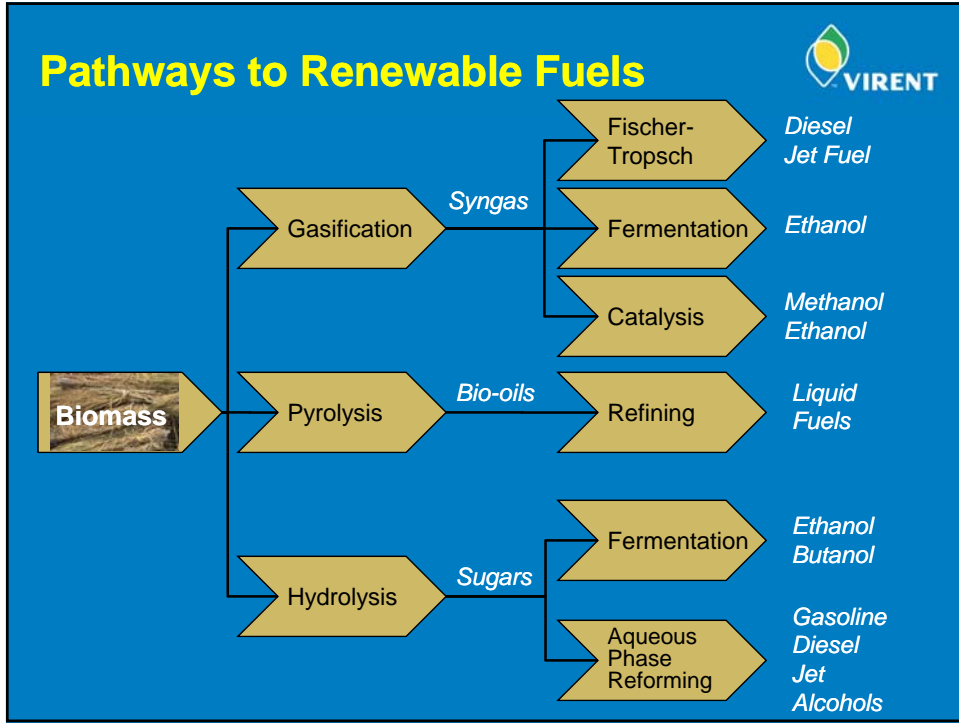 Pathways to Renewable Fuels
VIRENT
Fischer-
Tropsch
Diesel
Jet Fuel
Syngas
Gasification
Fermentation
Ethanol
Catalysis
Methanol
Ethanol
Biomass
Pyrolysis
Bio-oils
Refining
Liquid
Fuels
Fermentation
Ethanol
Butanol
Hydrolysis
Sugars
Aqueous
Phase
Reforming
Gasoline
Diesel
Jet
Alcohols